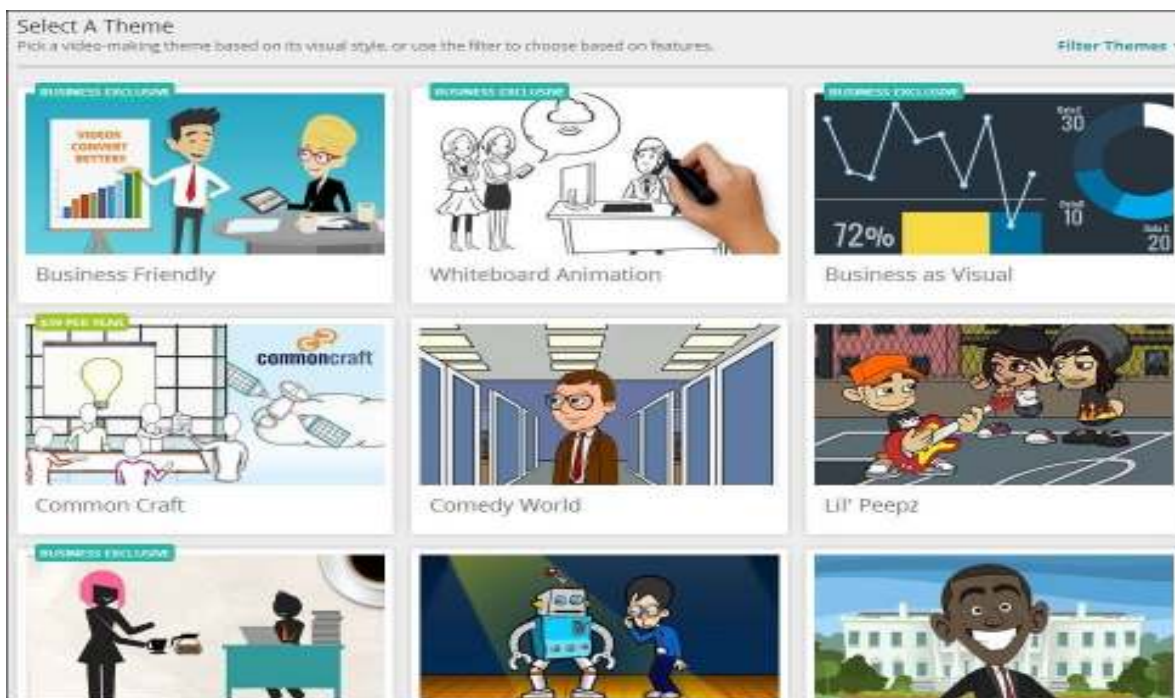 Select A Theme
Pick a video-making theme based on its visual style, or use the filter to choose based on features.
Filter Themes
BUSINESS EXCLUSIVE
BUSINESS EXCLUSIVE
BUSINESS EXCLUSIVE
VIDEOS
CONVERT
BETTER!
30
10
72%
20
Business Friendly
Whiteboard Animation
Business as Visual
PER YEAR
commoncraft
Common Craft
Comedy World
Lil' Peepz
BUSINESS EXCLUSIVE